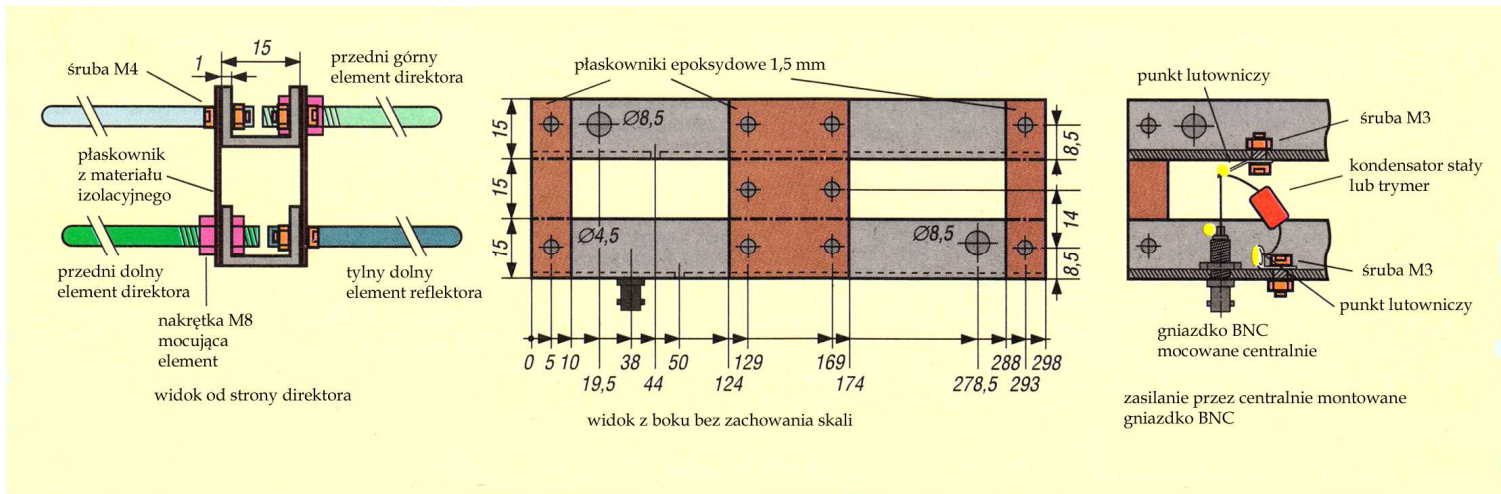 śruba M4
1
15
przedni górny
element direktora
płaskownik
z materiału
izolacyjnego
przedni dolny
element direktora
tylny dolny
element reflektora
nakrętka M8
mocująca
element
widok od strony direktora
płaskowniki epoksydowe 1,5 mm
15
15
15
Ø8,5
Ø4,5
Ø8,5
8,5
14
8,5
0 5 10 38 50 129 169 288 298
19,5 44 124 174 278,5 293
widok z boku bez zachowania skali
punkt lutowniczy
śruba M3
kondensator stały
lub trymer
śruba M3
punkt lutowniczy
gniazdko BNC
mocowane centralnie
zasilanie przez centralnie montowane
gniazdko BNC